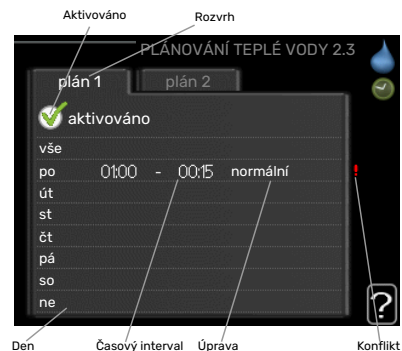 Aktivováno
Rozvrh
PLÁNOVÁNÍ TEPLÉ VODY 2.3
plán 1
plán 2
aktivováno
vše
po 01:00 - 00:15 normální !
út
st
čt
pá
so
ne
?
Den
Časový interval
Úprava
Konflikt